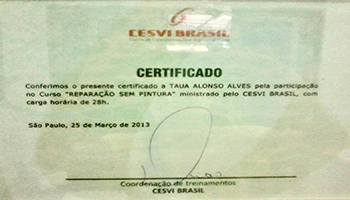 CESVI BRASIL
CERTIFICADO
Conferimos o presente certificado a TAUA ALONSO ALVES pela participação
no Curso "REPARAÇÃO SEM PINTURA" ministrado pelo CESVI BRASIL, com
carga horária de 28h.
São Paulo, 25 de Março de 2013
Coordenação de treinamentos
CESVI BRASIL